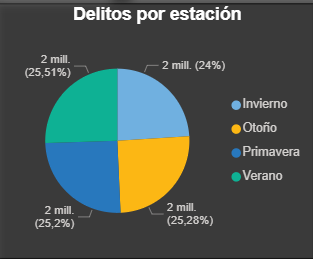 Delitos por estación
2 mill.
(25,51%)
2 mill. (24%)
Invierno
Otoño
Primavera
Verano
2 mill.
(25,2%)
2 mill.
(25,28%)